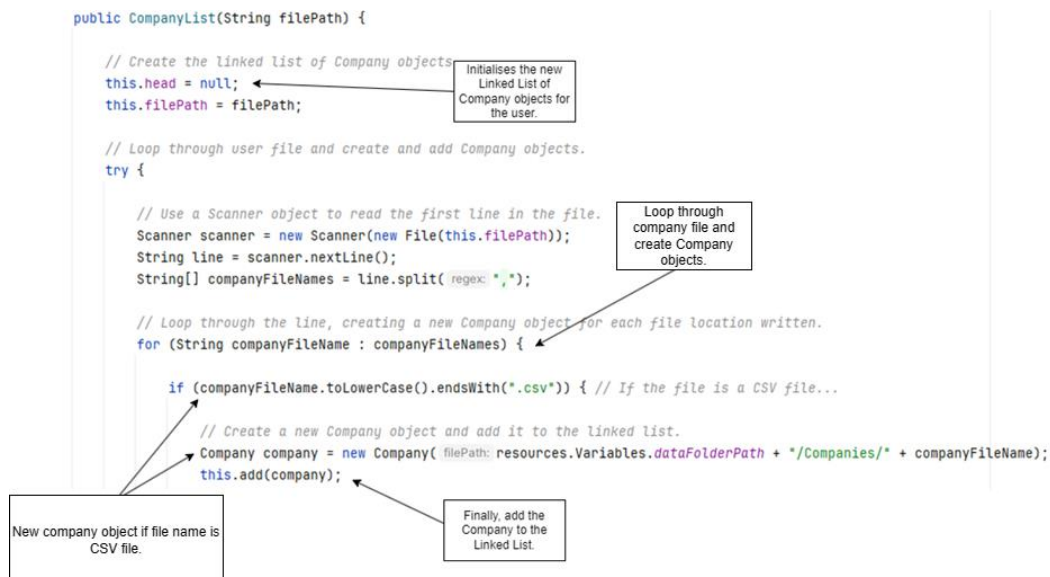 public CompanyList(String filePath) {
// Create the linked list of Company objects
this.head = null;
this.filePath = filePath;
Initialises the new
Linked List of
Company objects for
the user.
// Loop through user file and create and add Company objects.
try {
// Use a Scanner object to read the first line in the file.
Scanner scanner = new Scanner(new File(this.filePath));
String line = scanner.nextLine();
String[] companyFileNames = line.split( regex: ",");
Loop through
company file and
create Company
objects.
// Loop through the line, creating a new Company object for each file location written.
for (String companyFileName : companyFileNames) {
if (companyFileName.toLowerCase().endsWith(".csv")) { // If the file is a CSV file...
// Create a new Company object and add it to the linked list.
Company company = new Company( filePath: resources.Variables.dataFolderPath + "/Companies/" + companyFileName);
this.add(company);
New company object if file name is
CSV file.
Finally, add the
Company to the
Linked List.